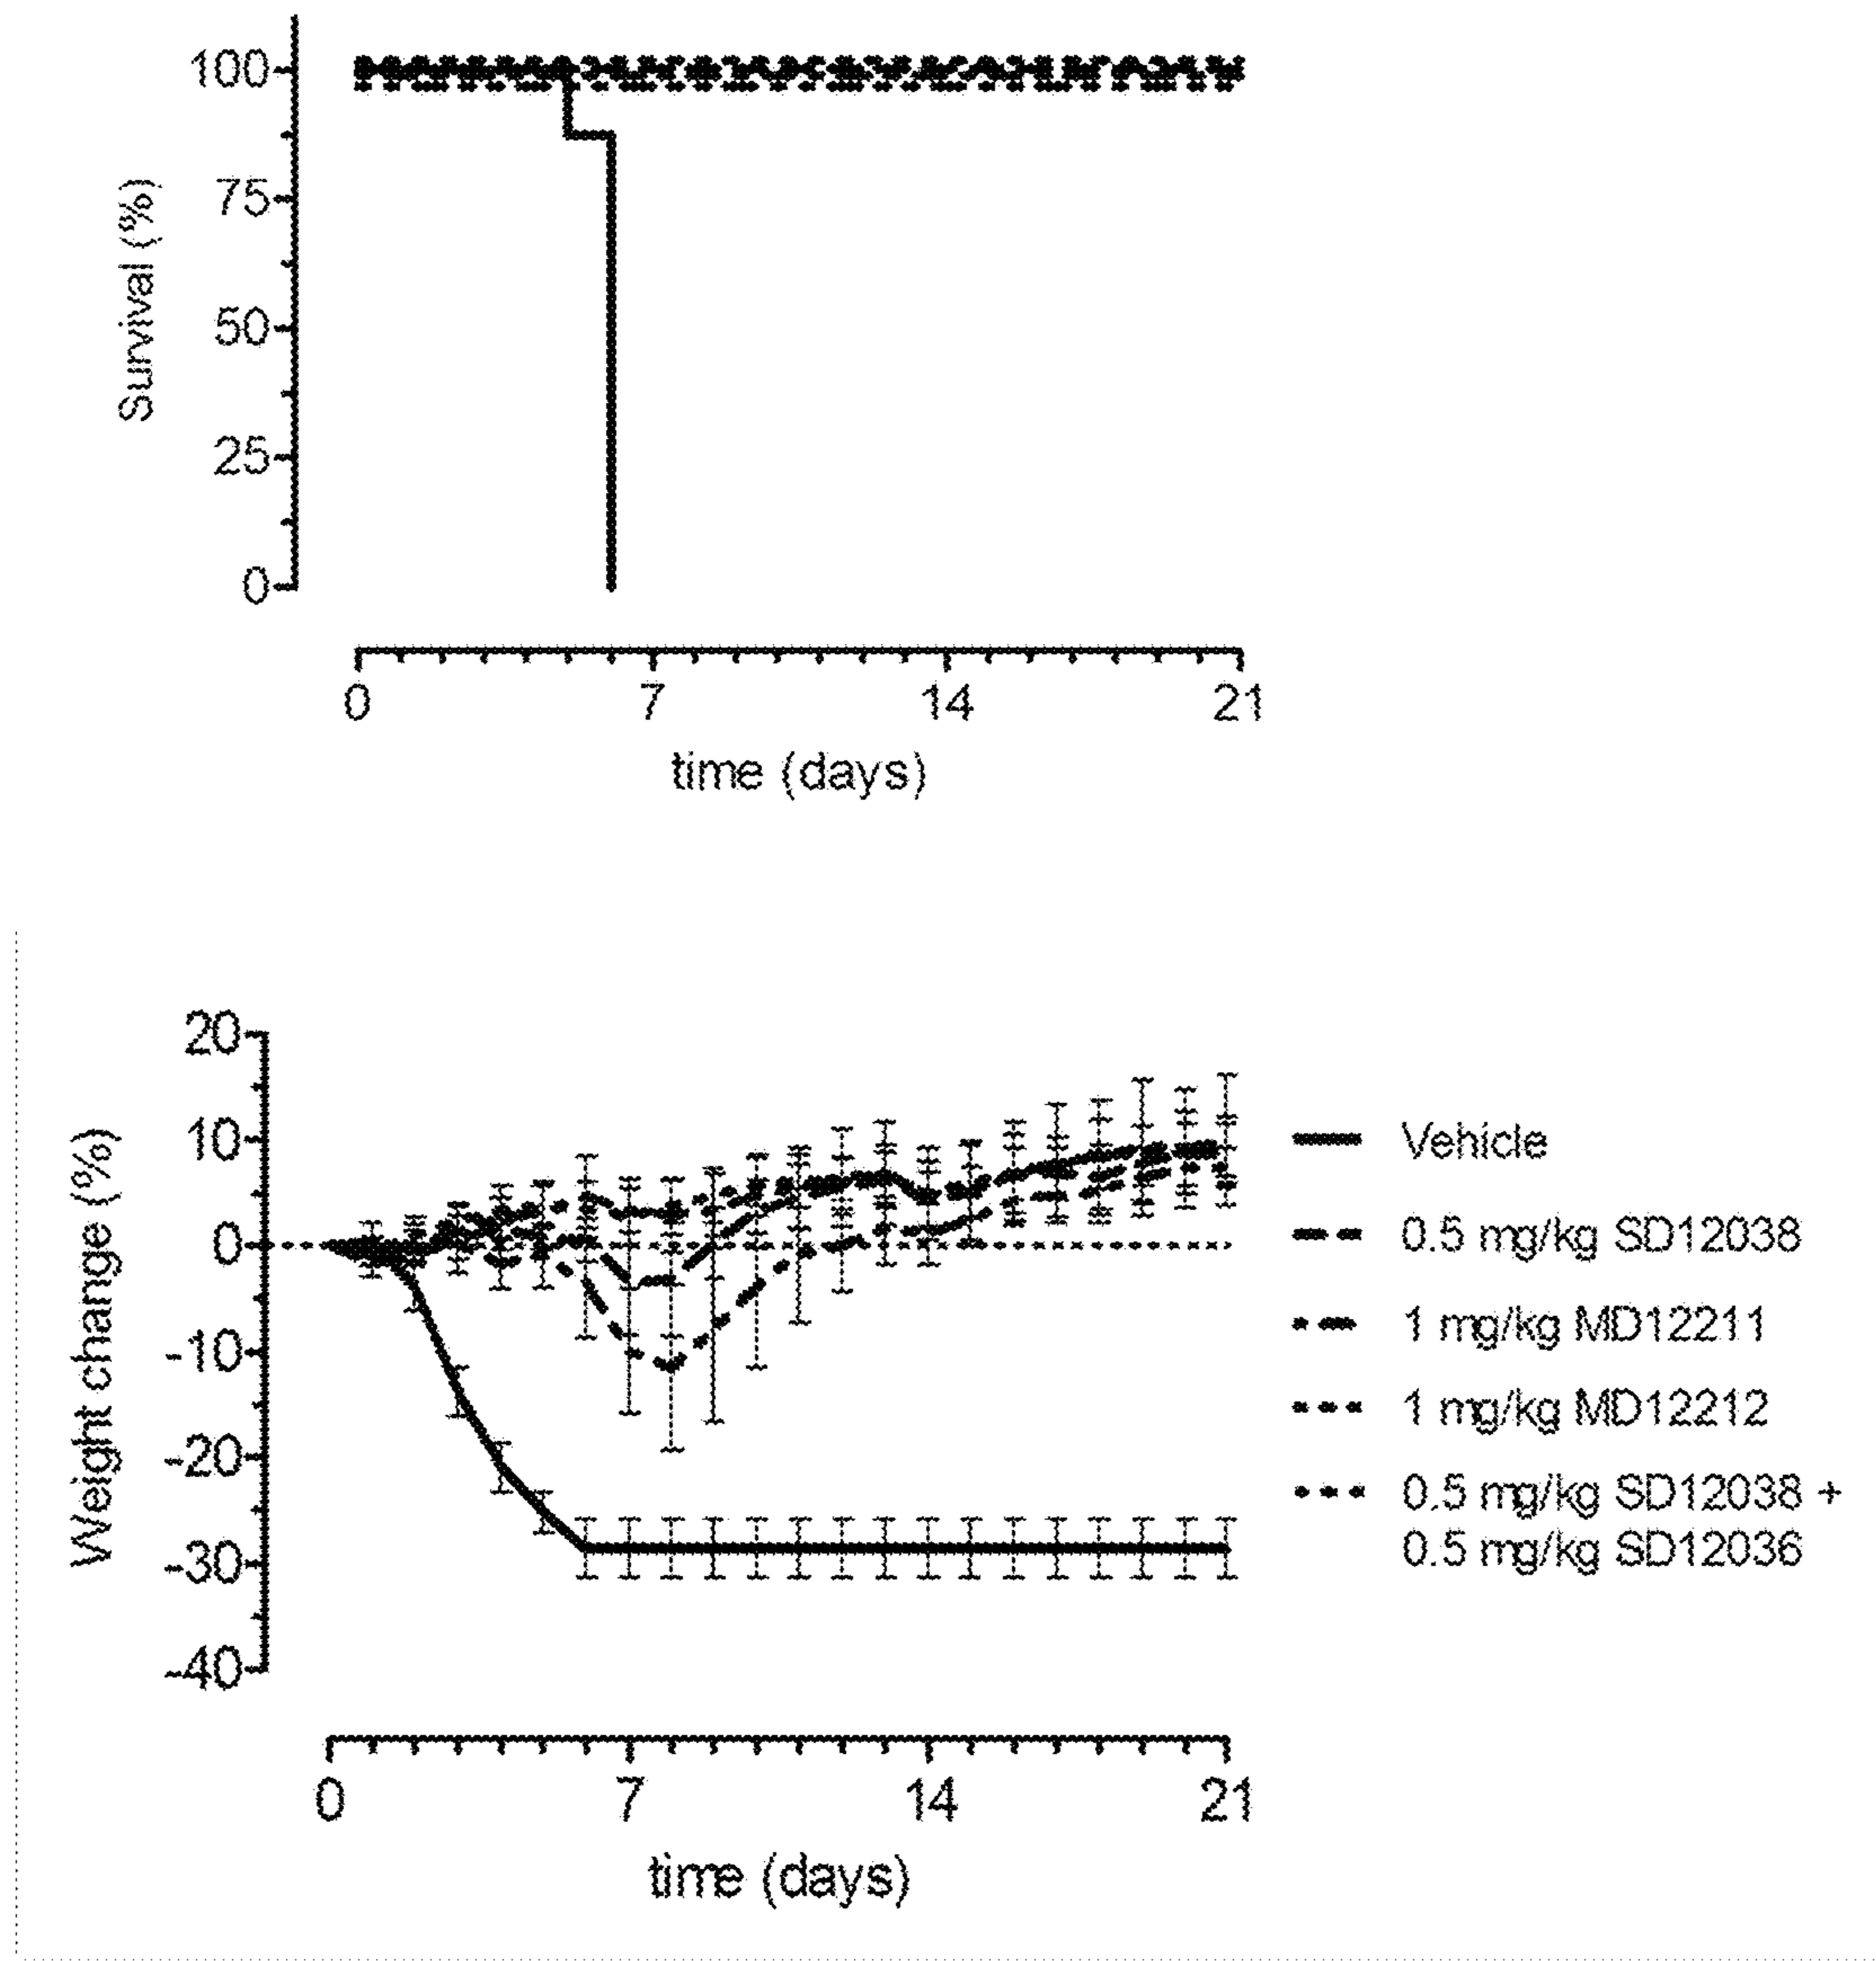 Survival (%)
100
75
50
25
0
0 7 14 21
time (days)
Weight change (%)
20
10
0
-10
-20
-30
-40
0 7 14 21
time (days)
Vehicle
0.5 mg/kg SD12038
1 mg/kg MD12211
1 mg/kg MD12212
0.5 mg/kg SD12038 +
0.5 mg/kg SD12036